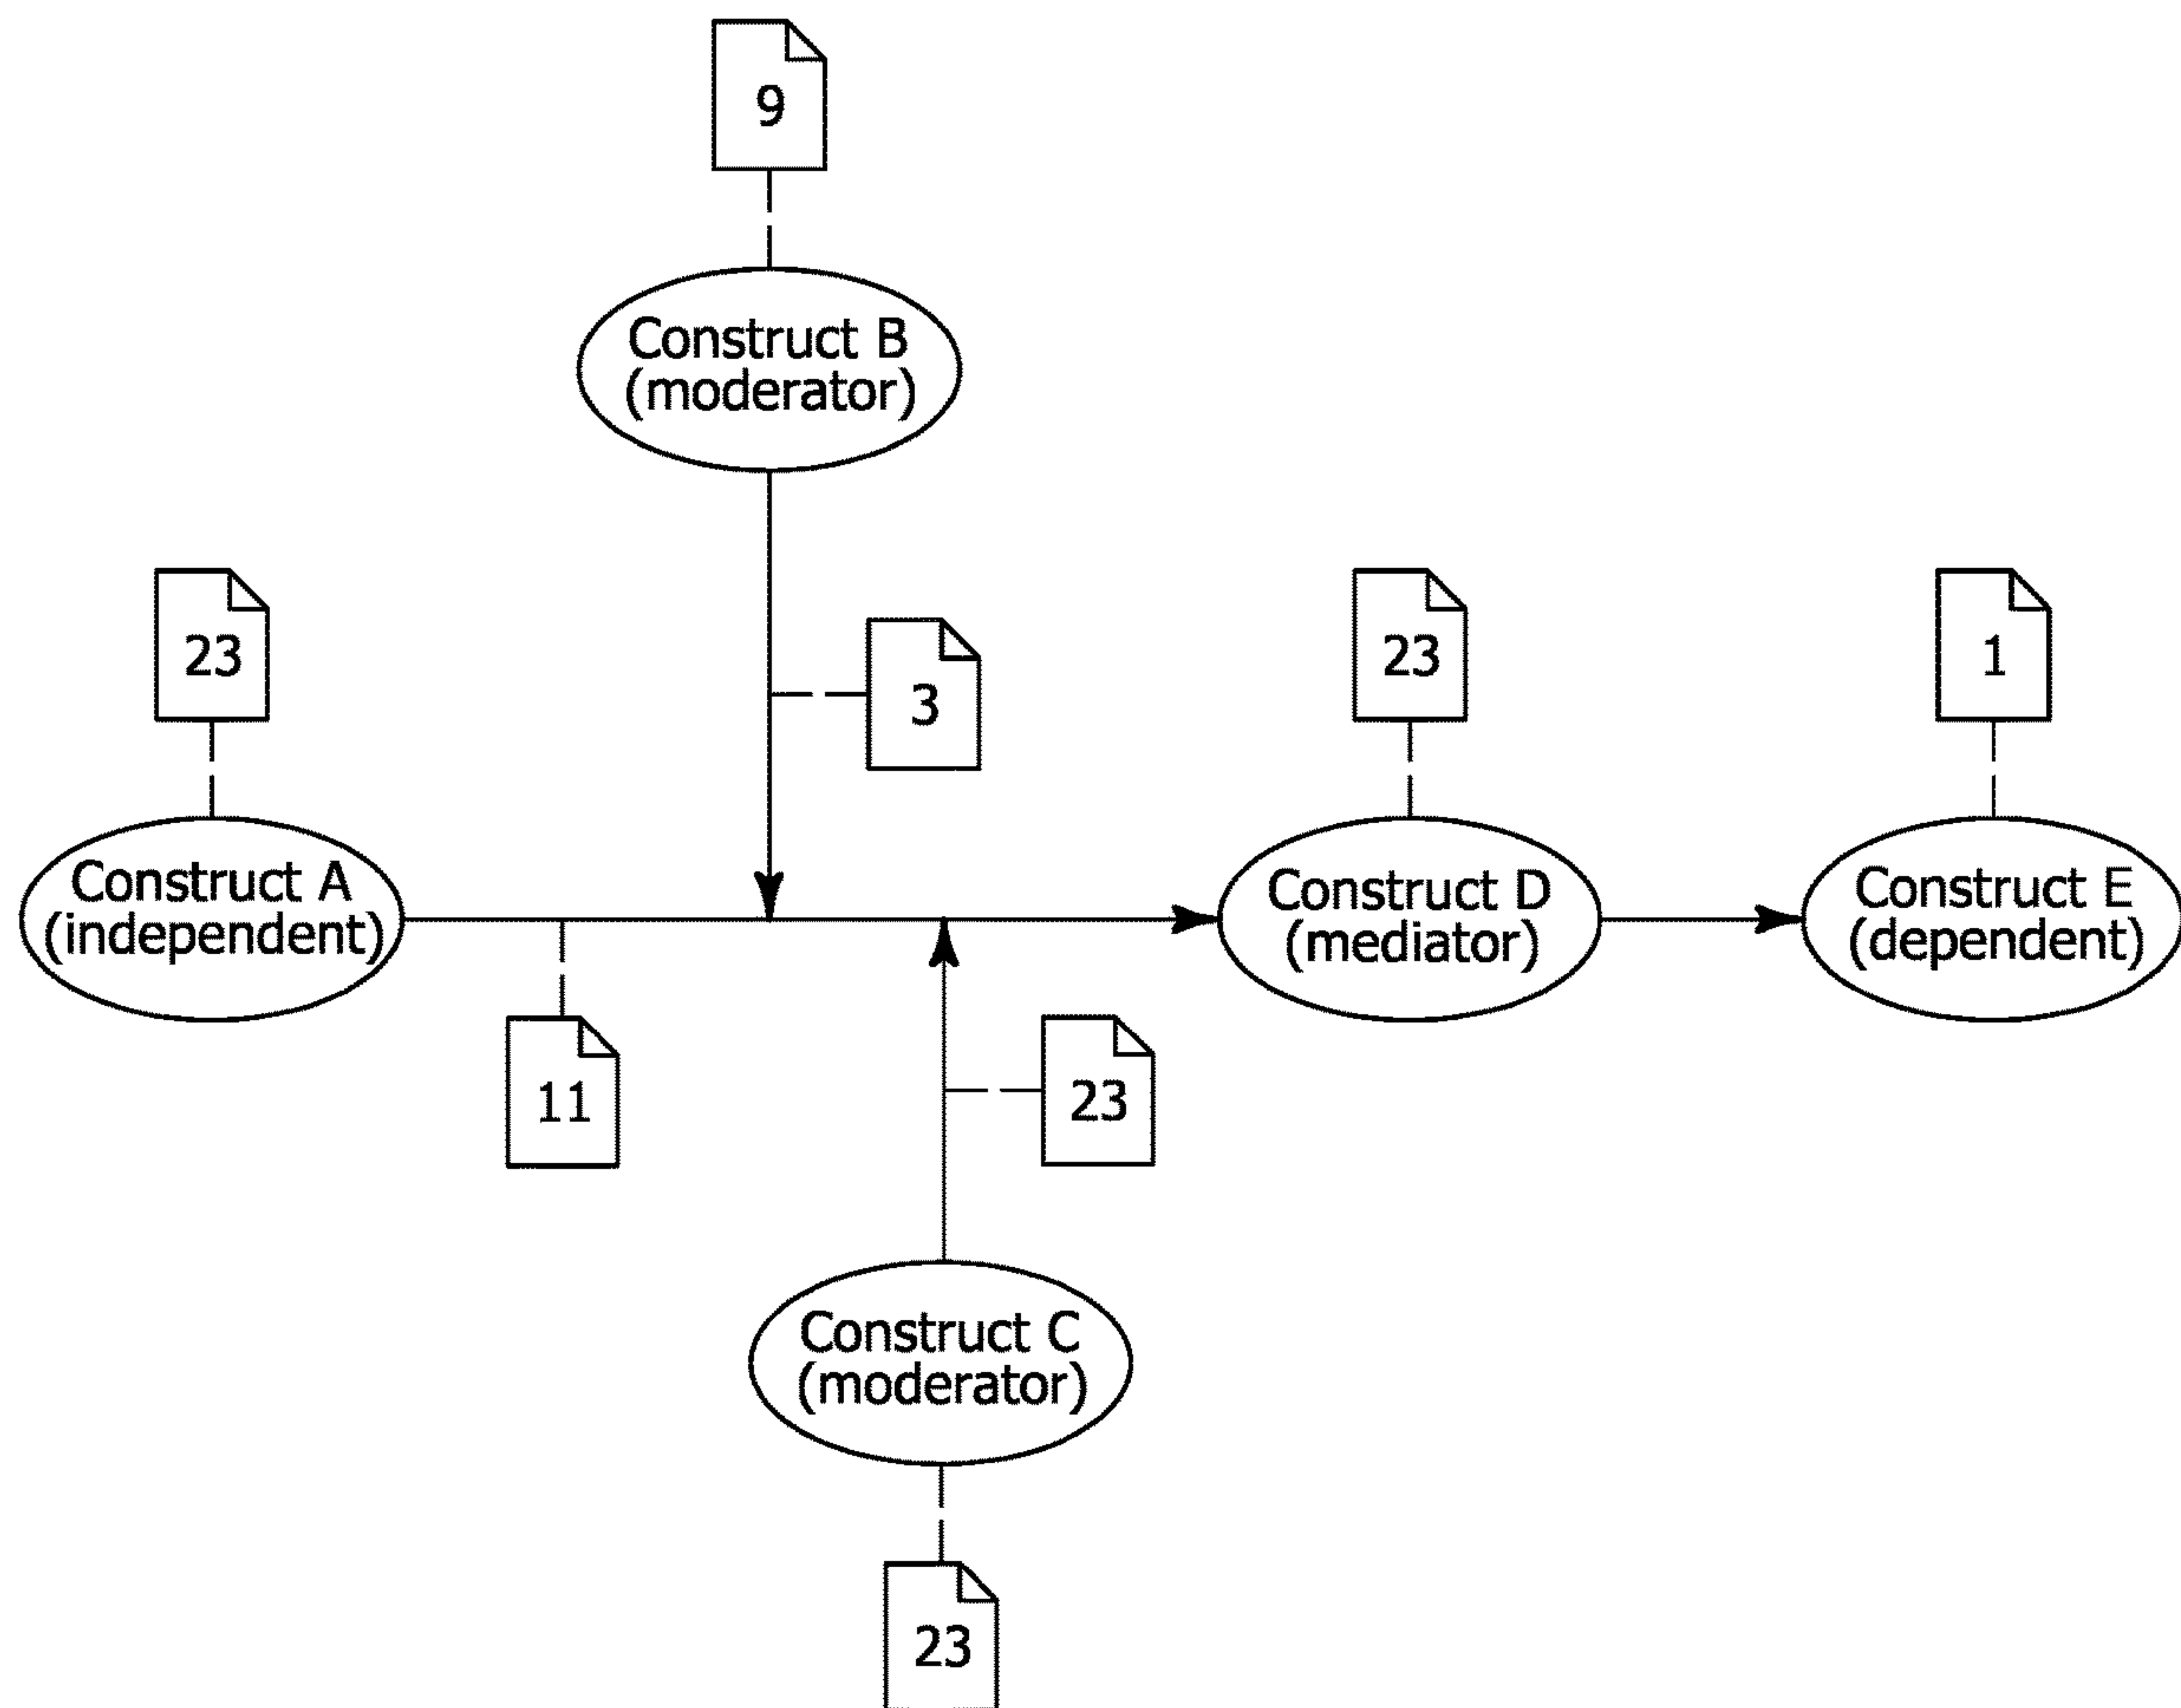 9
Construct B
(moderator)
23
3
23
1
Construct A
(independent)
Construct D
(mediator)
Construct E
(dependent)
11
23
Construct C
(moderator)
23